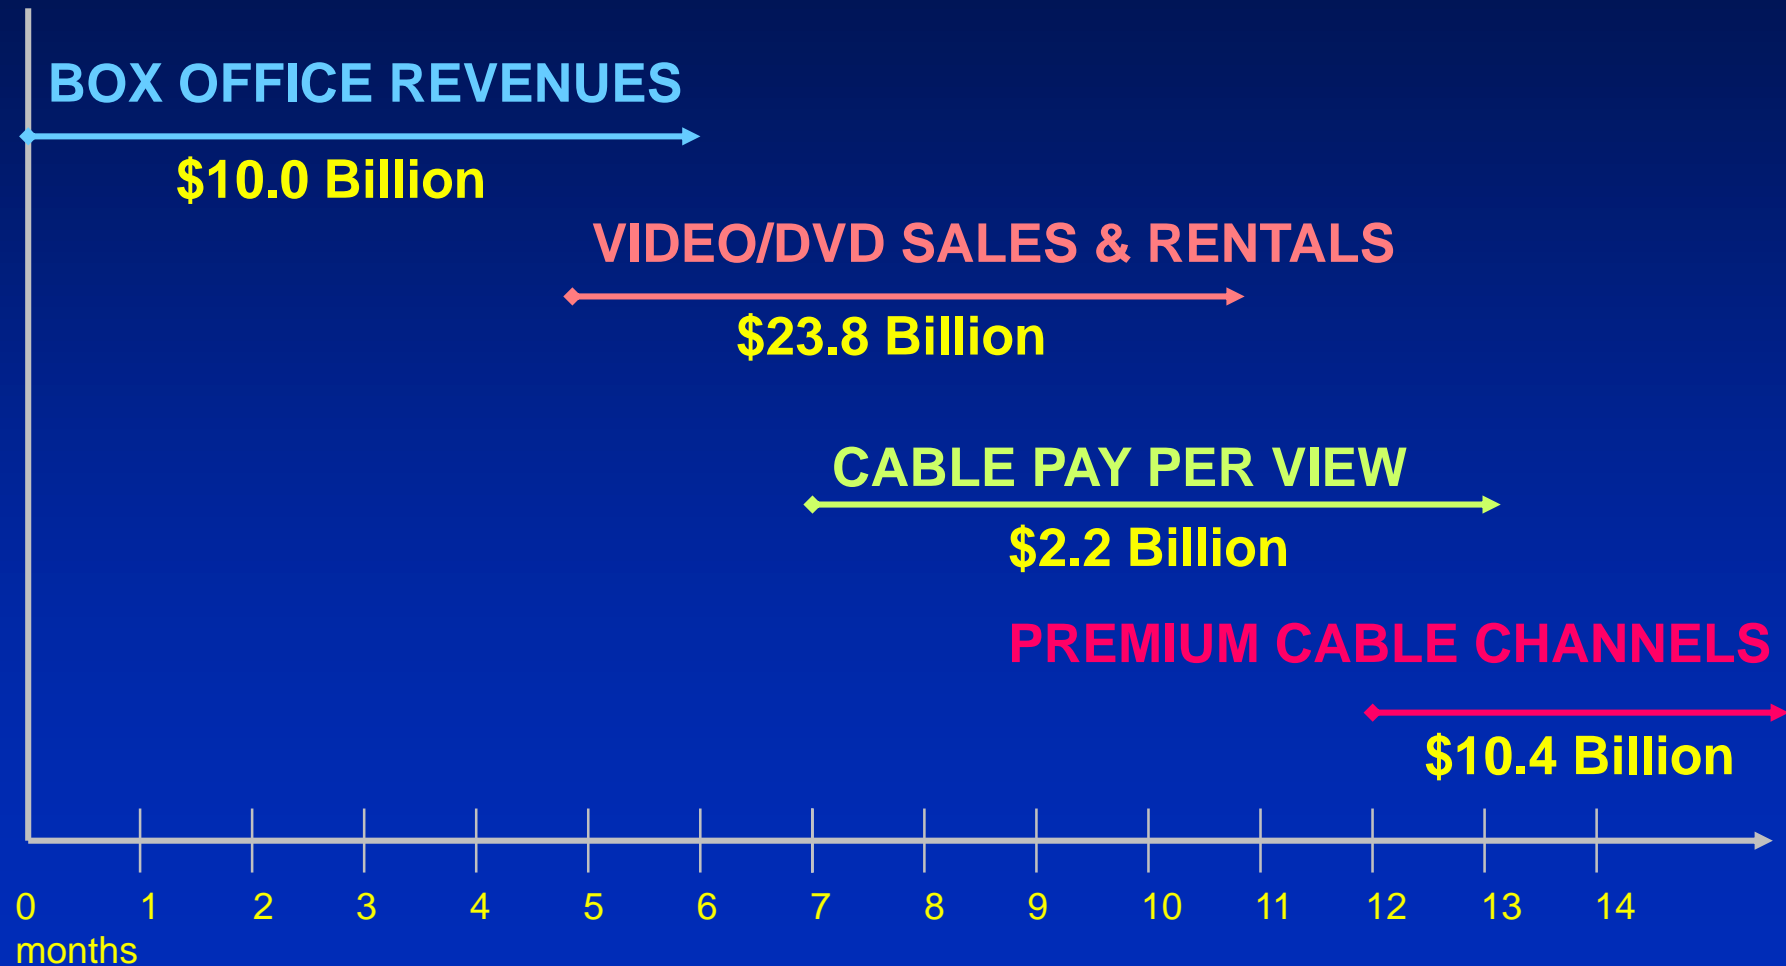 BOX OFFICE REVENUES
$10.0 Billion
VIDEO/DVD SALES & RENTALS
$23.8 Billion
CABLE PAY PER VIEW
$2.2 Billion
PREMIUM CABLE CHANNELS
$10.4 Billion
0 1 2 3 4 5 6 7 8 9 10 11 12 13 14
months